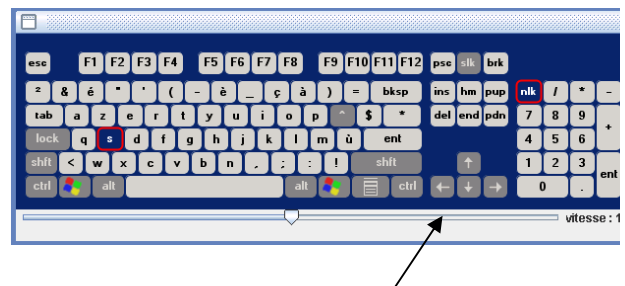 esc F1 F2 F3 F4 F5 F6 F7 F8 F9 F10 F11 F12 psc slk brk
² & é " ' ( - è _ ç à ) = bksp ins hm pup nlk / * -
tab a z e r t y u i o p ^ $ * del end pdn 7 8 9 +
lock q s d f g h j k l m ù ent 4 5 6
shft < w x c v b n , ; : ! shft ↑ 1 2 3 ent
ctrl alt alt ctrl ← ↓ → 0 .
vitesse : 1